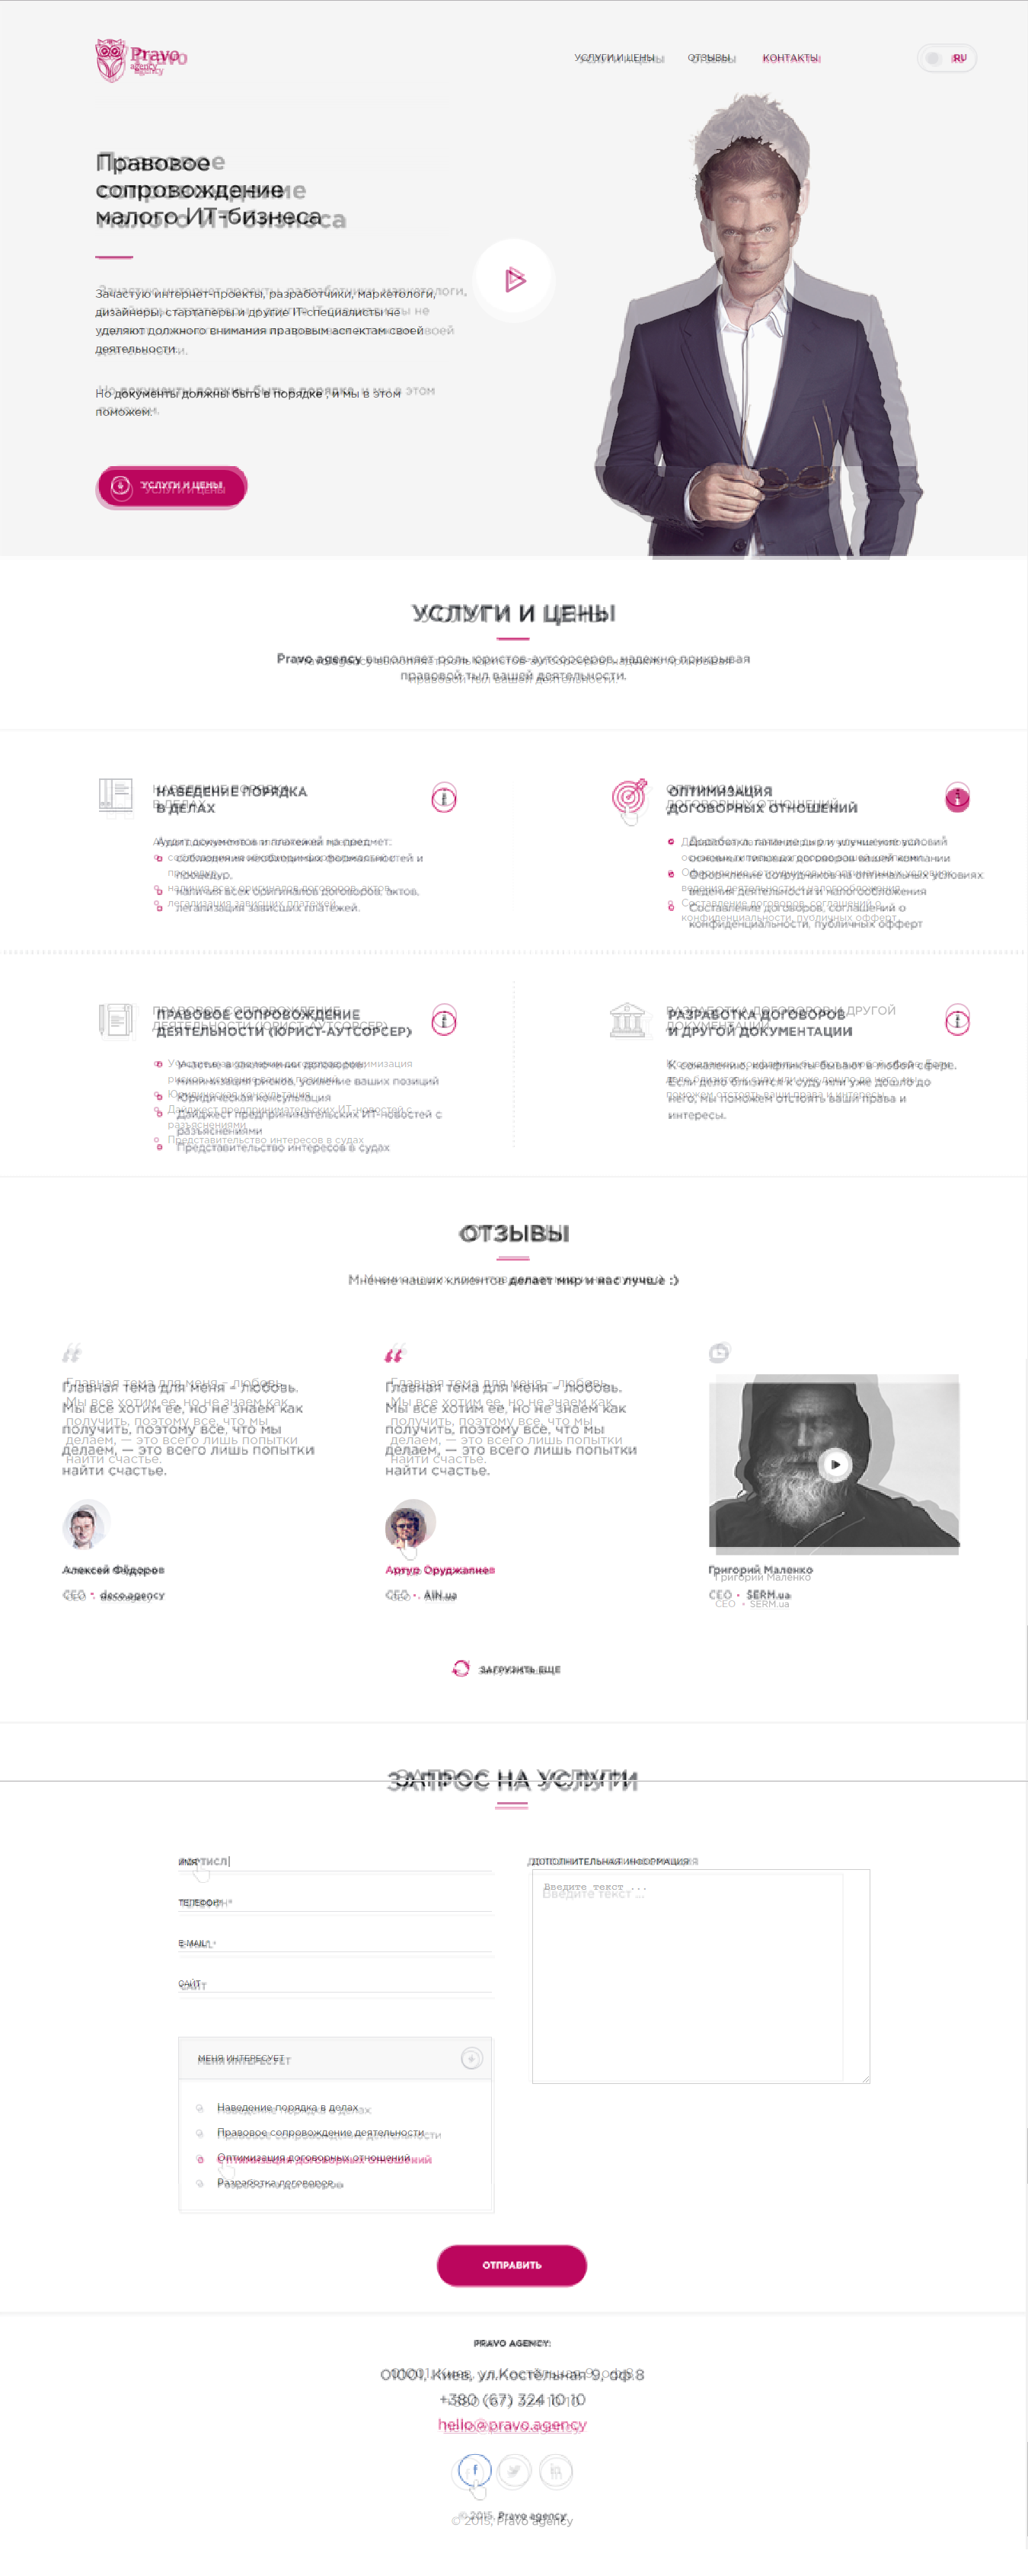 Pravo
agency
УСЛУГИ И ЦЕНЫ
ОТЗЫВЫ
КОНТАКТЫ
RU
Правовое
сопровождение
малого ИТ-бизнеса
Зачастую интернет-проекты, разработчики, маркетологи,
дизайнеры, стартаперы и другие IT-специалисты не
уделяют должного внимания правовым аспектам своей
деятельности.
Но документы должны быть в порядке , и мы в этом
поможем.
УСЛУГИ И ЦЕНЫ
УСЛУГИ И ЦЕНЫ
Pravo agency выполняет роль юристов-аутсорсеров, надежно прикрывая
правовой тыл вашей деятельности.
НАВЕДЕНИЕ ПОРЯДКА
В ДЕЛАХ
Аудит документов и платежей на предмет:
соблюдения необходимых формальностей и
процедур,
наличия всех оригиналов договоров, актов,
легализация зависших платежей.
ОПТИМИЗАЦИЯ
ДОГОВОРНЫХ ОТНОШЕНИЙ
Доработка, латание дыр и улучшение условий
основных типовых договоров вашей компании
Оформление сотрудников на оптимальных условиях
ведения деятельности и налогообложения
Составление договоров, соглашений о
конфиденциальности, публичных офферт
ПРАВОВОЕ СОПРОВОЖДЕНИЕ
ДЕЯТЕЛЬНОСТИ (ЮРИСТ-АУТСОРСЕР)
Участие в заключении договоров:
минимизация рисков, усиление ваших позиций
Юридическая консультация
Дайджест предпринимательских ИТ-новостей с
разъяснениями
Представительство интересов в судах
РАЗРАБОТКА ДОГОВОРОВ
И ДРУГОЙ ДОКУМЕНТАЦИИ
К сожалению, конфликты бывают в любой сфере.
Если дело близится к суду или уже дошло до
него, мы поможем отстоять ваши права и
интересы.
ОТЗЫВЫ
Мнение наших клиентов делает мир и нас лучше :)
Главная тема для меня – любовь.
Мы все хотим ее, но не знаем как
получить, поэтому все, что мы
делаем, — это всего лишь попытки
найти счастье.
Алексей Фёдоров
CEO • deco.agency
Главная тема для меня – любовь.
Мы все хотим ее, но не знаем как
получить, поэтому все, что мы
делаем, — это всего лишь попытки
найти счастье.
Артур Оруджалиев
CEO • AIN.ua
Григорий Маленко
CEO • SERM.ua
ЗАГРУЗИТЬ ЕЩЕ
ЗАПРОС НА УСЛУГИ
ИМЯ*
ТЕЛЕФОН*
E-MAIL*
САЙТ
ДОПОЛНИТЕЛЬНАЯ ИНФОРМАЦИЯ
Введите текст ...
МЕНЯ ИНТЕРЕСУЕТ
Наведение порядка в делах
Правовое сопровождение деятельности
Оптимизация договорных отношений
Разработка договоров
ОТПРАВИТЬ
PRAVO AGENCY:
01001, Киев, ул.Костёльная 9, оф.8
+380 (67) 324 10 10
hello@pravo.agency
© 2015, Pravo agency